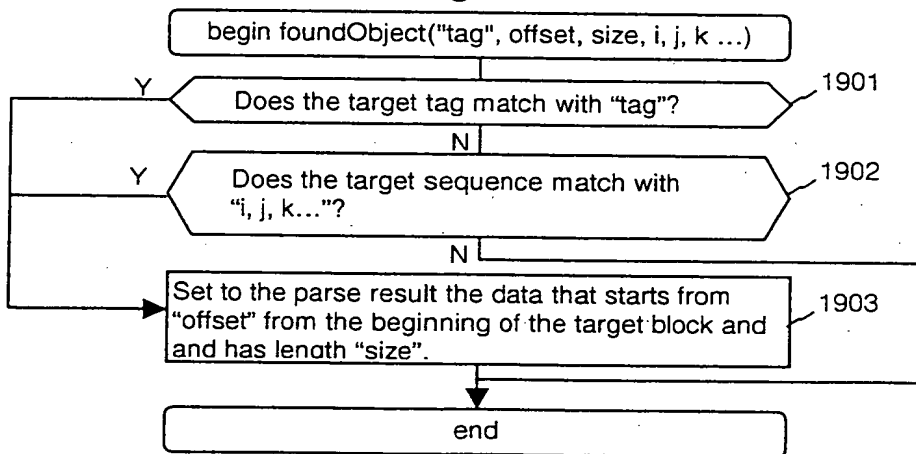 begin foundObject("tag", offset, size, i, j, k ...)
Y
Does the target tag match with "tag"?
1901
N
Y
Does the target sequence match with
"i, j, k..."?
1902
N
Set to the parse result the data that starts from
"offset" from the beginning of the target block and
and has length "size".
1903
end